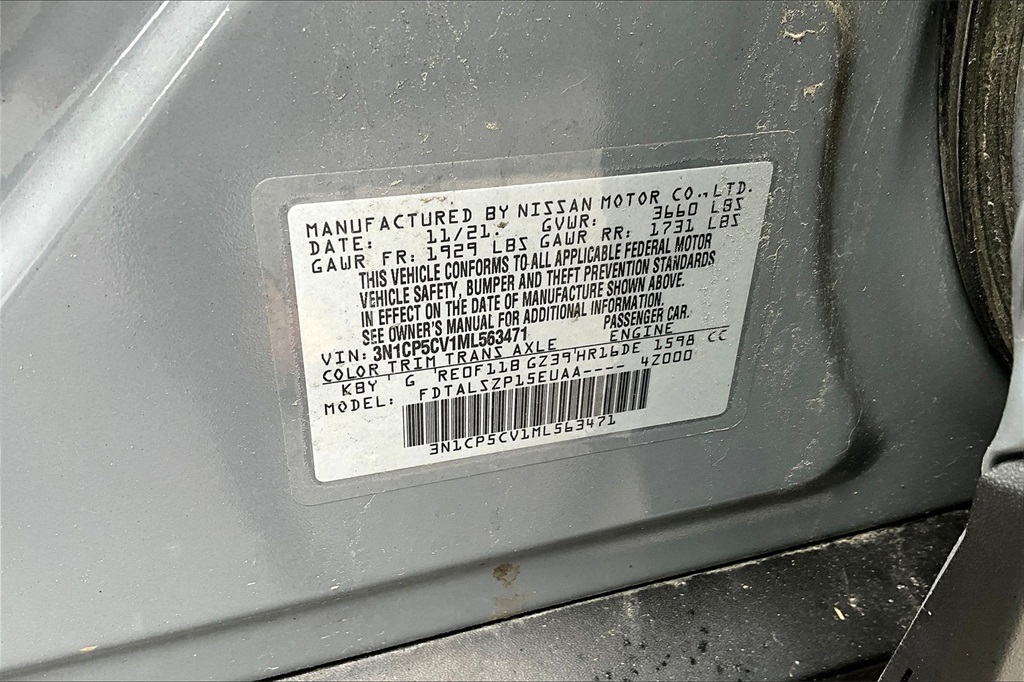 MANUFACTURED BY NISSAN MOTOR CO.,LTD.
DATE: 11/21. GVWR: 3660 LBS
GAWR FR: 1929 LBS GAWR RR: 1731 LBS
THIS VEHICLE CONFORMS TO ALL APPLICABLE FEDERAL MOTOR
VEHICLE SAFETY, BUMPER AND THEFT PREVENTION STANDARDS
IN EFFECT ON THE DATE OF MANUFACTURE SHOWN ABOVE.
SEE OWNER'S MANUAL FOR ADDITIONAL INFORMATION.
VIN: 3N1CP5CV1ML563471 PASSENGER CAR.
COLOR TRIM TRANS AXLE ENGINE
KBY G RE0F11B GZ39 HR16DE 1598 CC
MODEL: FDTALSZP15EUAA---- 42000
3N1CP5CV1ML563471